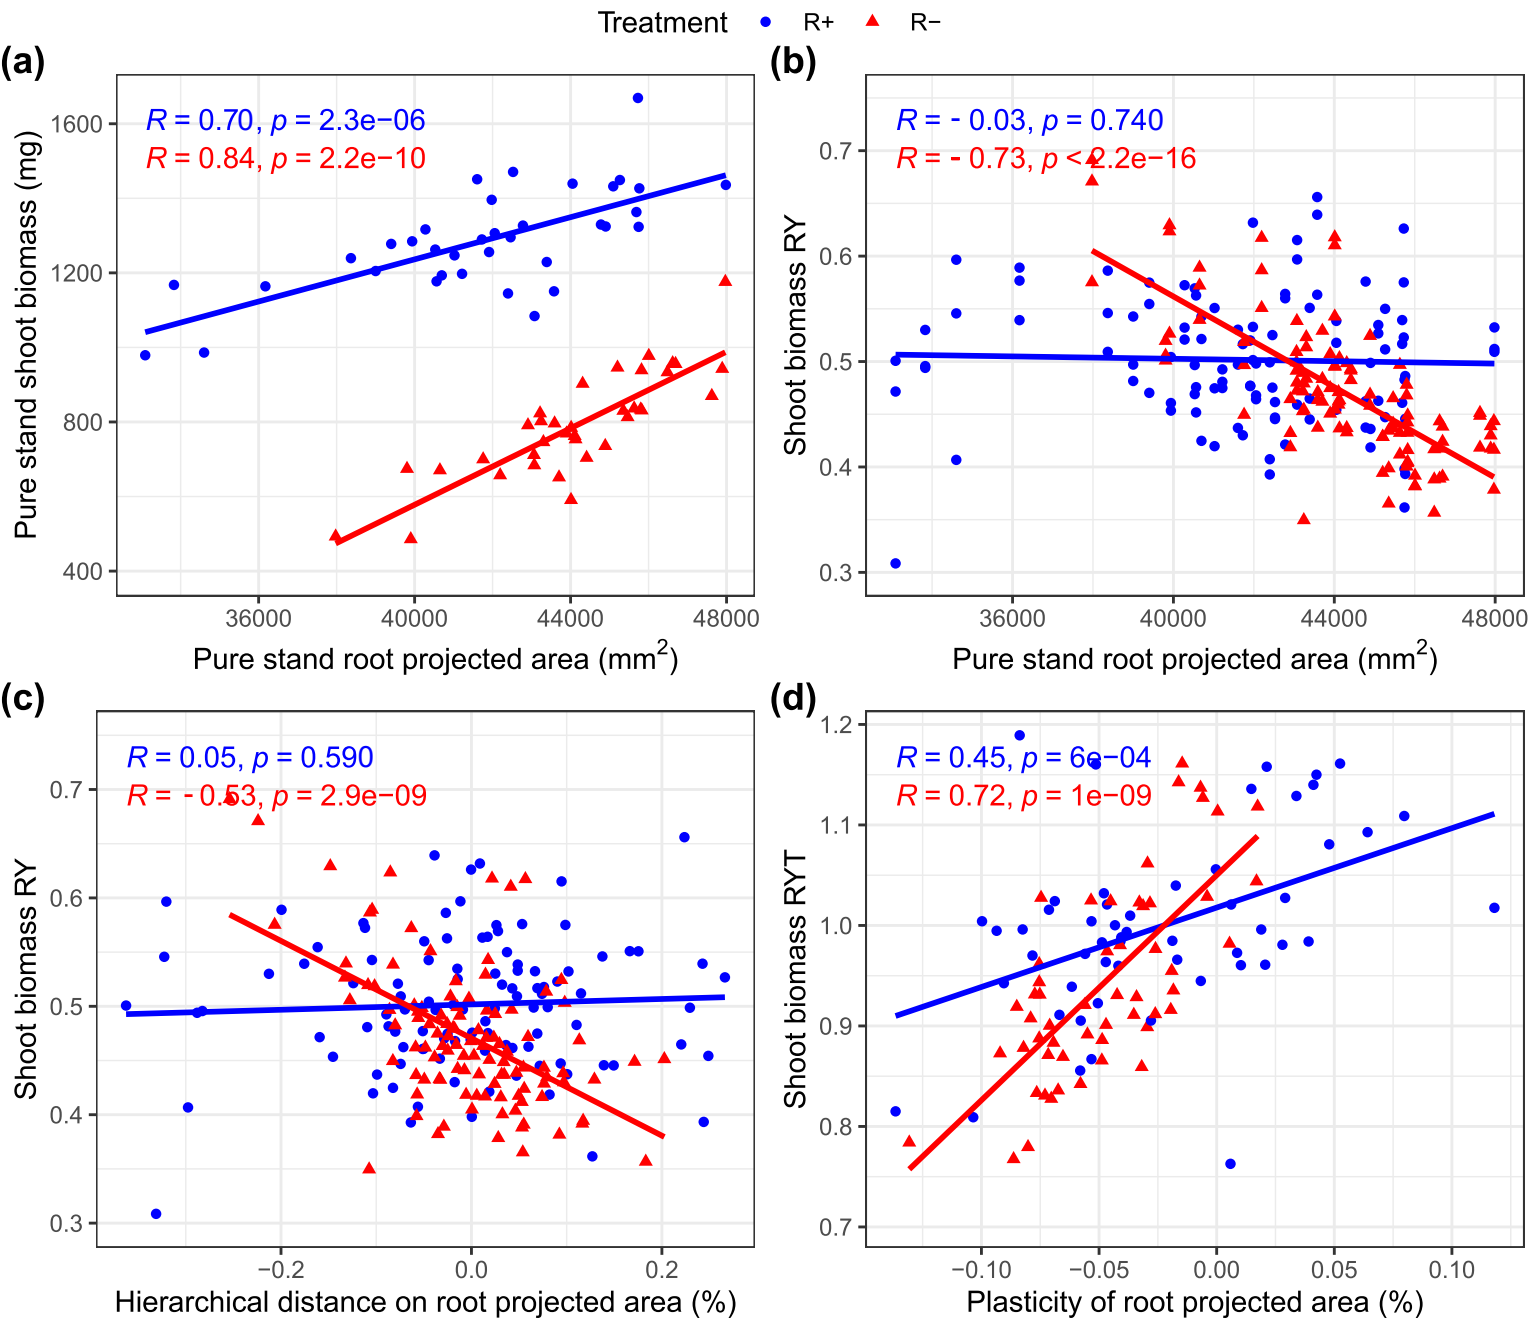 Treatment R+ R−
(a)
R = 0.70, p = 2.3e−06
R = 0.84, p = 2.2e−10
1600
1200
800
400
Pure stand shoot biomass (mg)
36000 40000 44000 48000
Pure stand root projected area (mm²)
(b)
R = - 0.03, p = 0.740
R = - 0.73, p < 2.2e−16
0.7
0.6
0.5
0.4
0.3
Shoot biomass RY
36000 40000 44000 48000
Pure stand root projected area (mm²)
(c)
R = 0.05, p = 0.590
R = - 0.53, p = 2.9e−09
0.7
0.6
0.5
0.4
0.3
Shoot biomass RY
−0.2 0.0 0.2
Hierarchical distance on root projected area (%)
(d)
R = 0.45, p = 6e−04
R = 0.72, p = 1e−09
1.2
1.1
1.0
0.9
0.8
0.7
Shoot biomass RYT
−0.10 −0.05 0.00 0.05 0.10
Plasticity of root projected area (%)